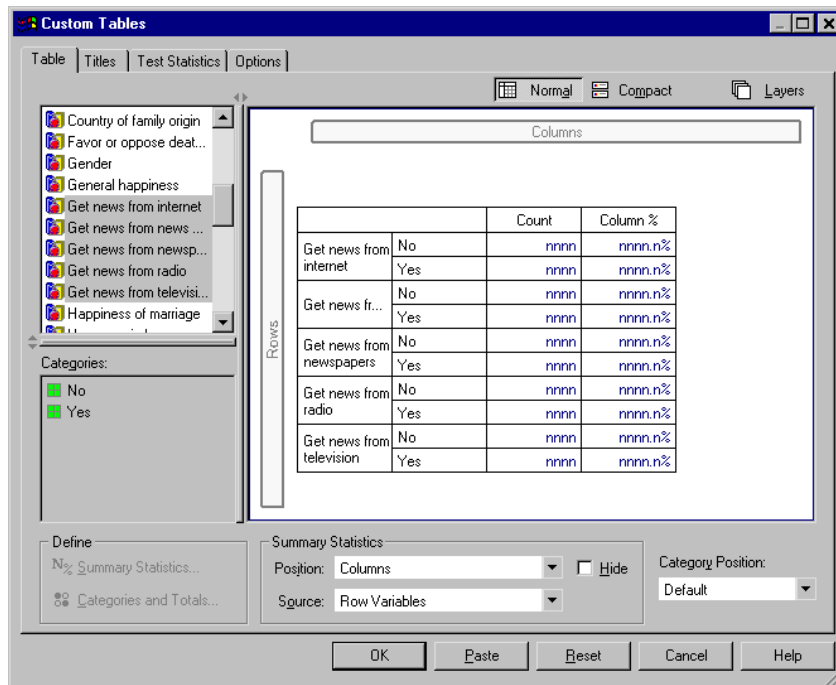 Custom Tables
Table Titles Test Statistics Options
Normal Compact Layers
Country of family origin
Favor or oppose deat...
Gender
General happiness
Get news from internet
Get news from news ...
Get news from newsp...
Get news from radio
Get news from televisi...
Happiness of marriage
Categories:
No
Yes
Columns
Rows
Count Column %
Get news from internet No nnnn nnnn.n%
Yes nnnn nnnn.n%
Get news fr... No nnnn nnnn.n%
Yes nnnn nnnn.n%
Get news from newspapers No nnnn nnnn.n%
Yes nnnn nnnn.n%
Get news from radio No nnnn nnnn.n%
Yes nnnn nnnn.n%
Get news from television No nnnn nnnn.n%
Yes nnnn nnnn.n%
Define
N% Summary Statistics...
Categories and Totals...
Summary Statistics
Position: Columns Hide
Source: Row Variables
Category Position:
Default
OK Paste Reset Cancel Help